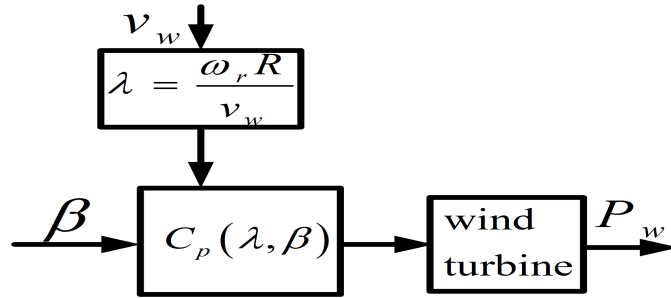 v_w
λ = ω_r R / v_w
β
C_p(λ, β)
wind
turbine
P_w